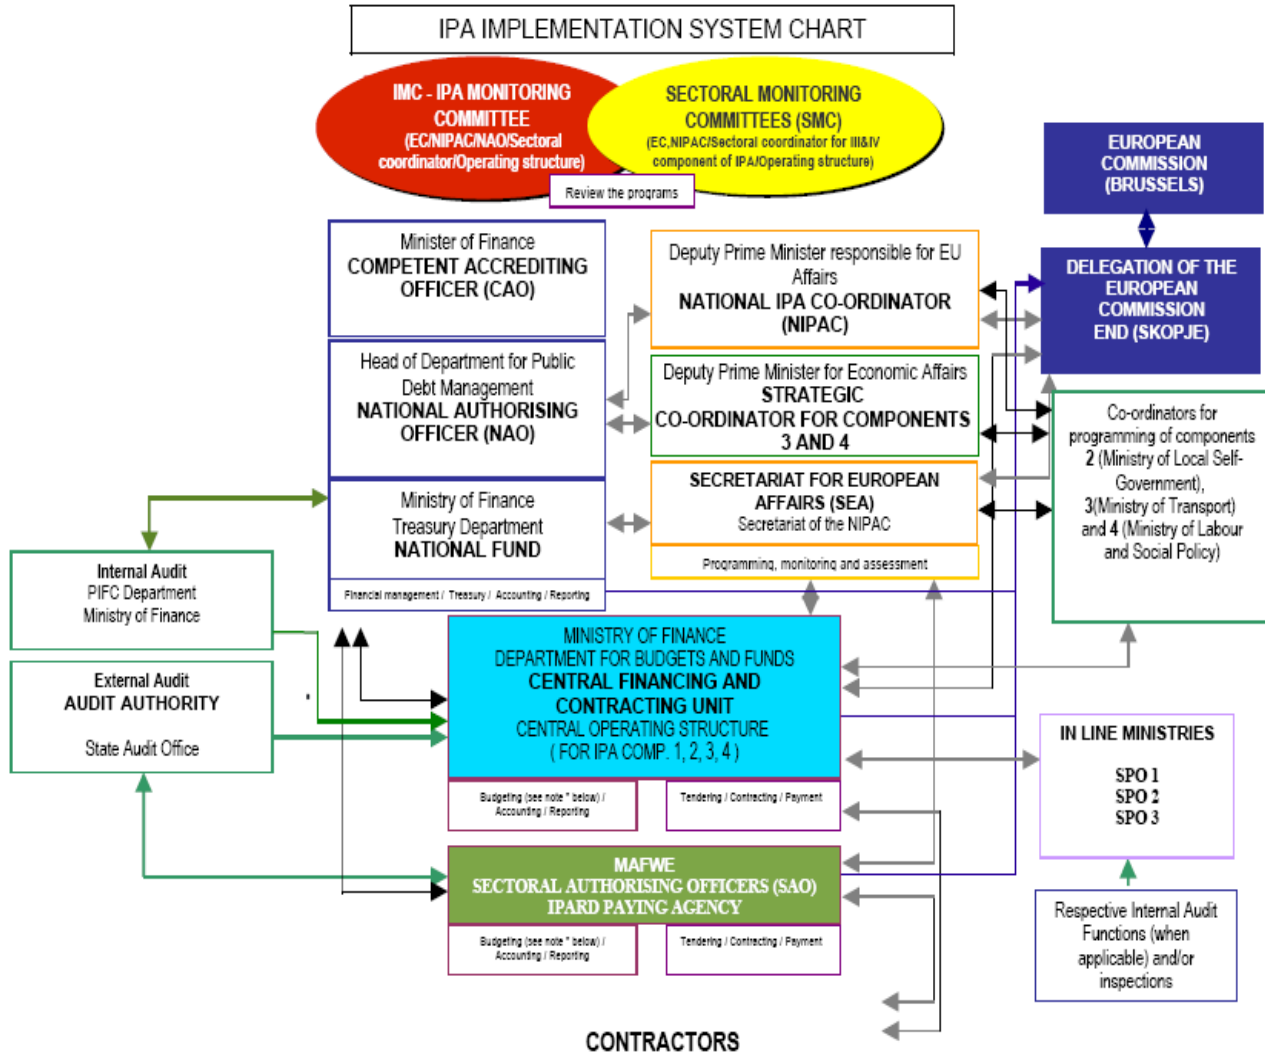 IPA IMPLEMENTATION SYSTEM CHART
IMC - IPA MONITORING
COMMITTEE
(EC/NIPAC/NAO/Sectoral
coordinator/Operating structure)
SECTORAL MONITORING
COMMITTEES (SMC)
(EC,NIPAC/Sectoral coordinator for III&IV
component of IPA/Operating structure)
Review the programs
EUROPEAN
COMMISSION
(BRUSSELS)
Minister of Finance
COMPETENT ACCREDITING
OFFICER (CAO)
Deputy Prime Minister responsible for EU
Affairs
NATIONAL IPA CO-ORDINATOR
(NIPAC)
DELEGATION OF THE
EUROPEAN
COMMISSION
END (SKOPJE)
Head of Department for Public
Debt Management
NATIONAL AUTHORISING
OFFICER (NAO)
Deputy Prime Minister for Economic Affairs
STRATEGIC
CO-ORDINATOR FOR COMPONENTS
3 AND 4
Co-ordinators for
programming of components
2 (Ministry of Local Self-
Government),
3(Ministry of Transport)
and 4 (Ministry of Labour
and Social Policy)
Ministry of Finance
Treasury Department
NATIONAL FUND
SECRETARIAT FOR EUROPEAN
AFFAIRS (SEA)
Secretariat of the NIPAC
Programming, monitoring and assessment
Financial management / Treasury / Accounting / Reporting
Internal Audit
PIFC Department
Ministry of Finance
External Audit
AUDIT AUTHORITY
State Audit Office
MINISTRY OF FINANCE
DEPARTMENT FOR BUDGETS AND FUNDS
CENTRAL FINANCING AND
CONTRACTING UNIT
CENTRAL OPERATING STRUCTURE
( FOR IPA COMP. 1, 2, 3, 4 )
Budgeting (see note * below) /
Accounting / Reporting
Tendering / Contracting / Payment
IN LINE MINISTRIES
SPO 1
SPO 2
SPO 3
MAFWE
SECTORAL AUTHORISING OFFICERS (SAO)
IPARD PAYING AGENCY
Budgeting (see note * below) /
Accounting / Reporting
Tendering / Contracting / Payment
Respective Internal Audit
Functions (when
applicable) and/or
inspections
CONTRACTORS